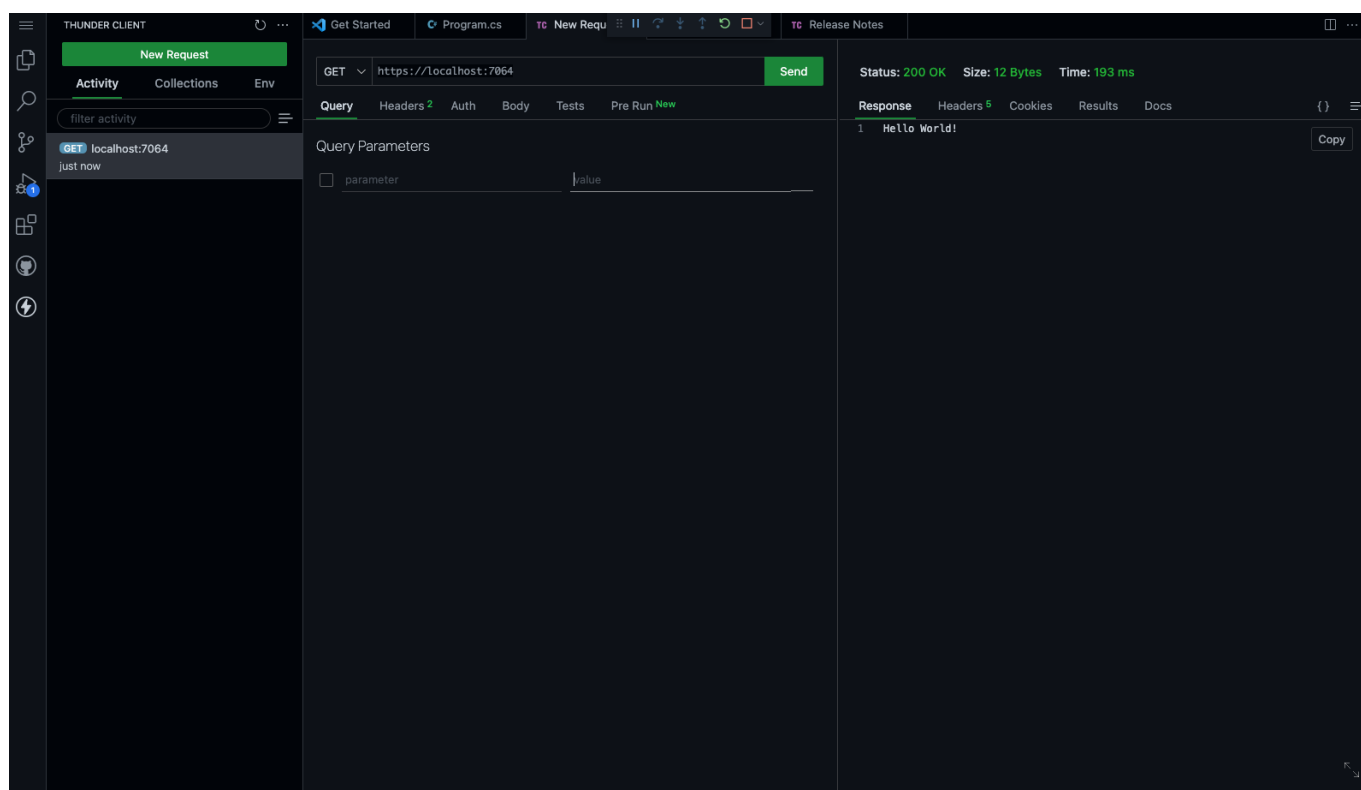 THUNDER CLIENT
New Request
Activity Collections Env
filter activity
GET localhost:7064
just now
1
Get Started Program.cs TC New Requ TC Release Notes
GET https://localhost:7064 Send
Query Headers 2 Auth Body Tests Pre Run New
Query Parameters
parameter value
Status: 200 OK Size: 12 Bytes Time: 193 ms
Response Headers 5 Cookies Results Docs {}
1 Hello World!
Copy